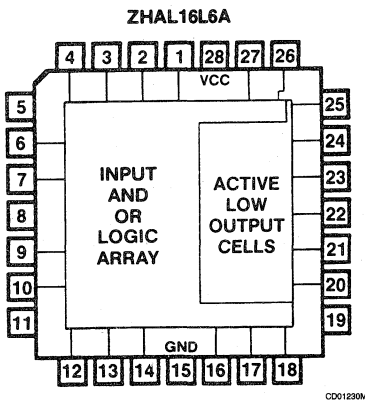 ZHAL16L6A
4 3 2 1 28 27 26
VCC
5
6
7
8
9
10
11
25
24
23
22
21
20
19
INPUT
AND
OR
LOGIC
ARRAY
ACTIVE
LOW
OUTPUT
CELLS
GND
12 13 14 15 16 17 18
CD01230M